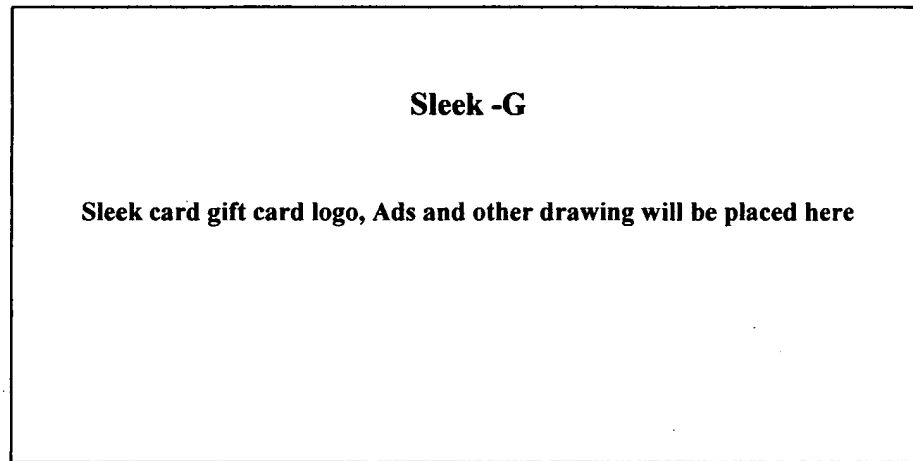 Sleek -G
Sleek card gift card logo, Ads and other drawing will be placed here